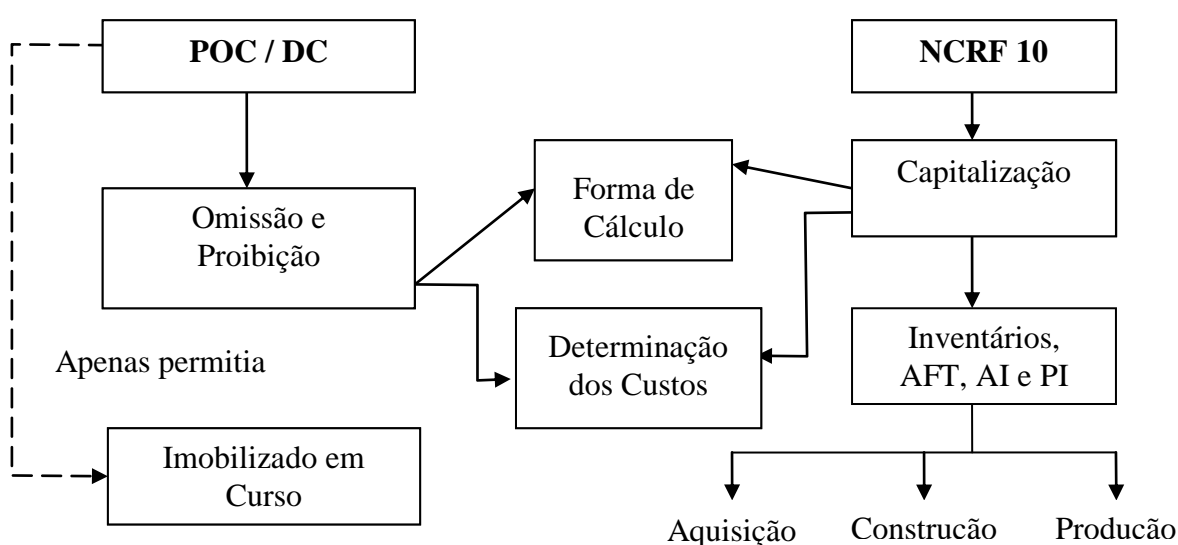 POC / DC
NCRF 10
Omissão e
Proibição
Forma de
Cálculo
Capitalização
Determinação
dos Custos
Inventários,
AFT, AI e PI
Apenas permitia
Imobilizado em
Curso
Aquisição
Construcão
Producão